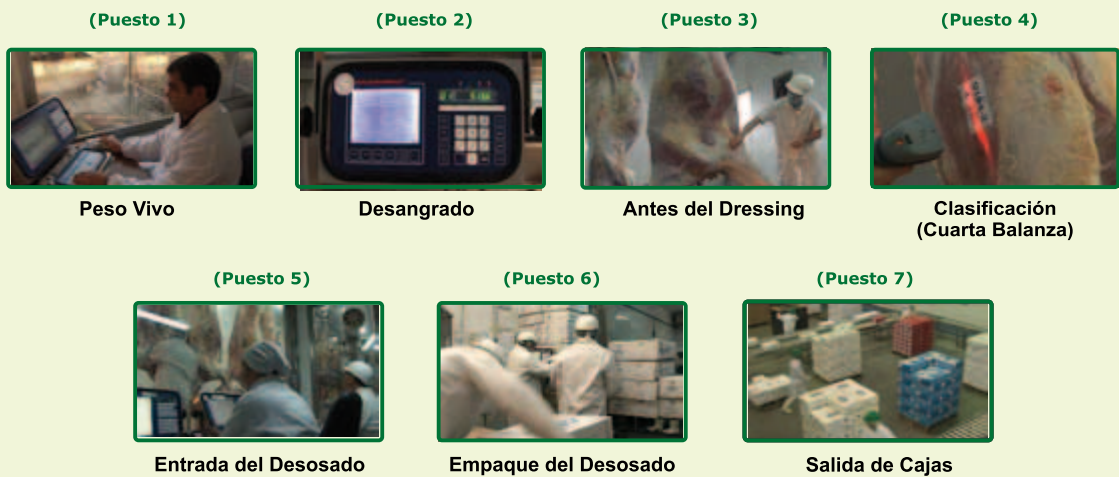 (Puesto 1)
(Puesto 2)
(Puesto 3)
(Puesto 4)
Peso Vivo
Desangrado
Antes del Dressing
Clasificación
(Cuarta Balanza)
(Puesto 5)
(Puesto 6)
(Puesto 7)
Entrada del Desosado
Empaque del Desosado
Salida de Cajas